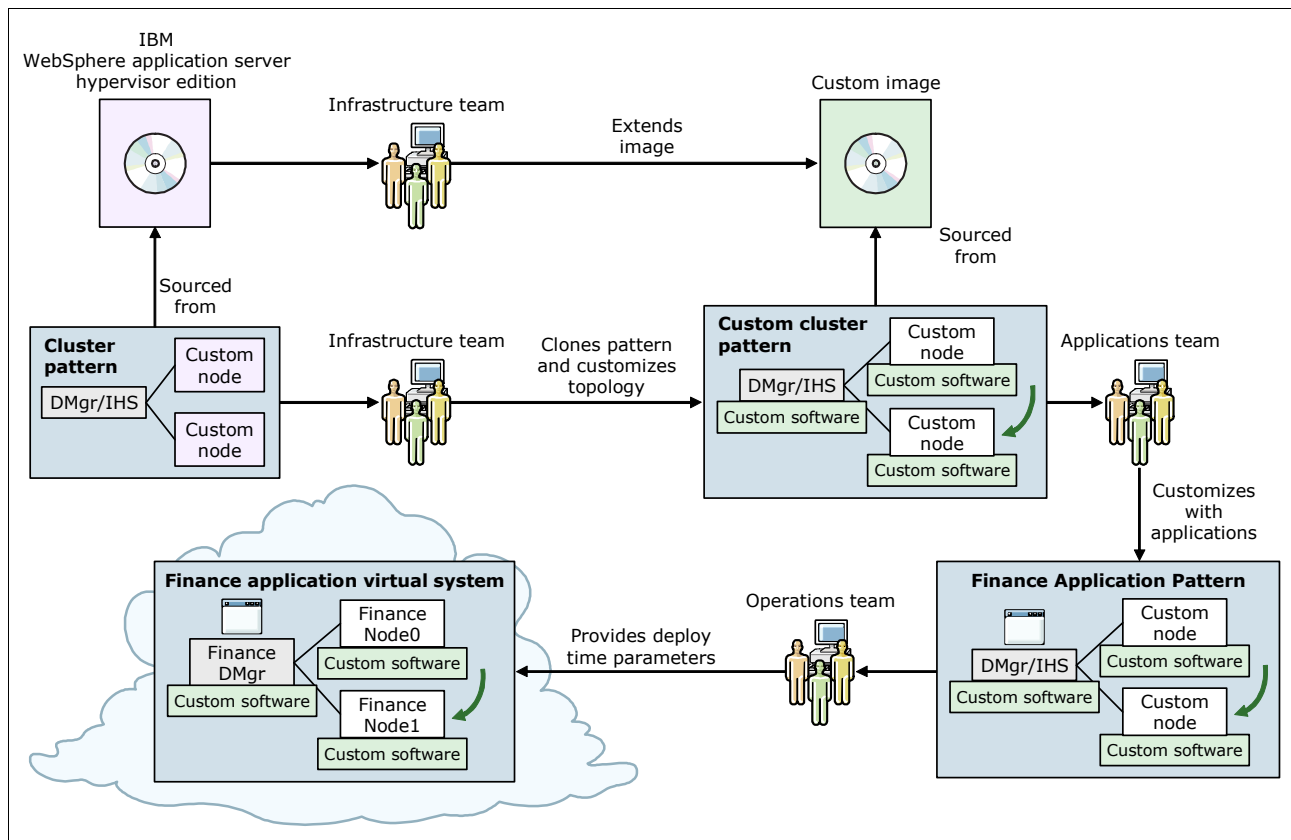 IBM
WebSphere application server
hypervisor edition
Infrastructure team
Extends
image
Custom image
Sourced
from
Sourced
from
Cluster
pattern
Custom
node
DMgr/IHS
Custom
node
Infrastructure team
Clones pattern
and customizes
topology
Custom cluster
pattern
Custom
node
Custom software
DMgr/IHS
Custom software
Custom
node
Custom software
Applications team
Customizes
with
applications
Finance application virtual system
Finance
Node0
Custom software
Finance
DMgr
Custom software
Finance
Node1
Custom software
Provides deploy
time parameters
Operations team
Finance Application Pattern
Custom
node
Custom software
DMgr/IHS
Custom software
Custom
node
Custom software